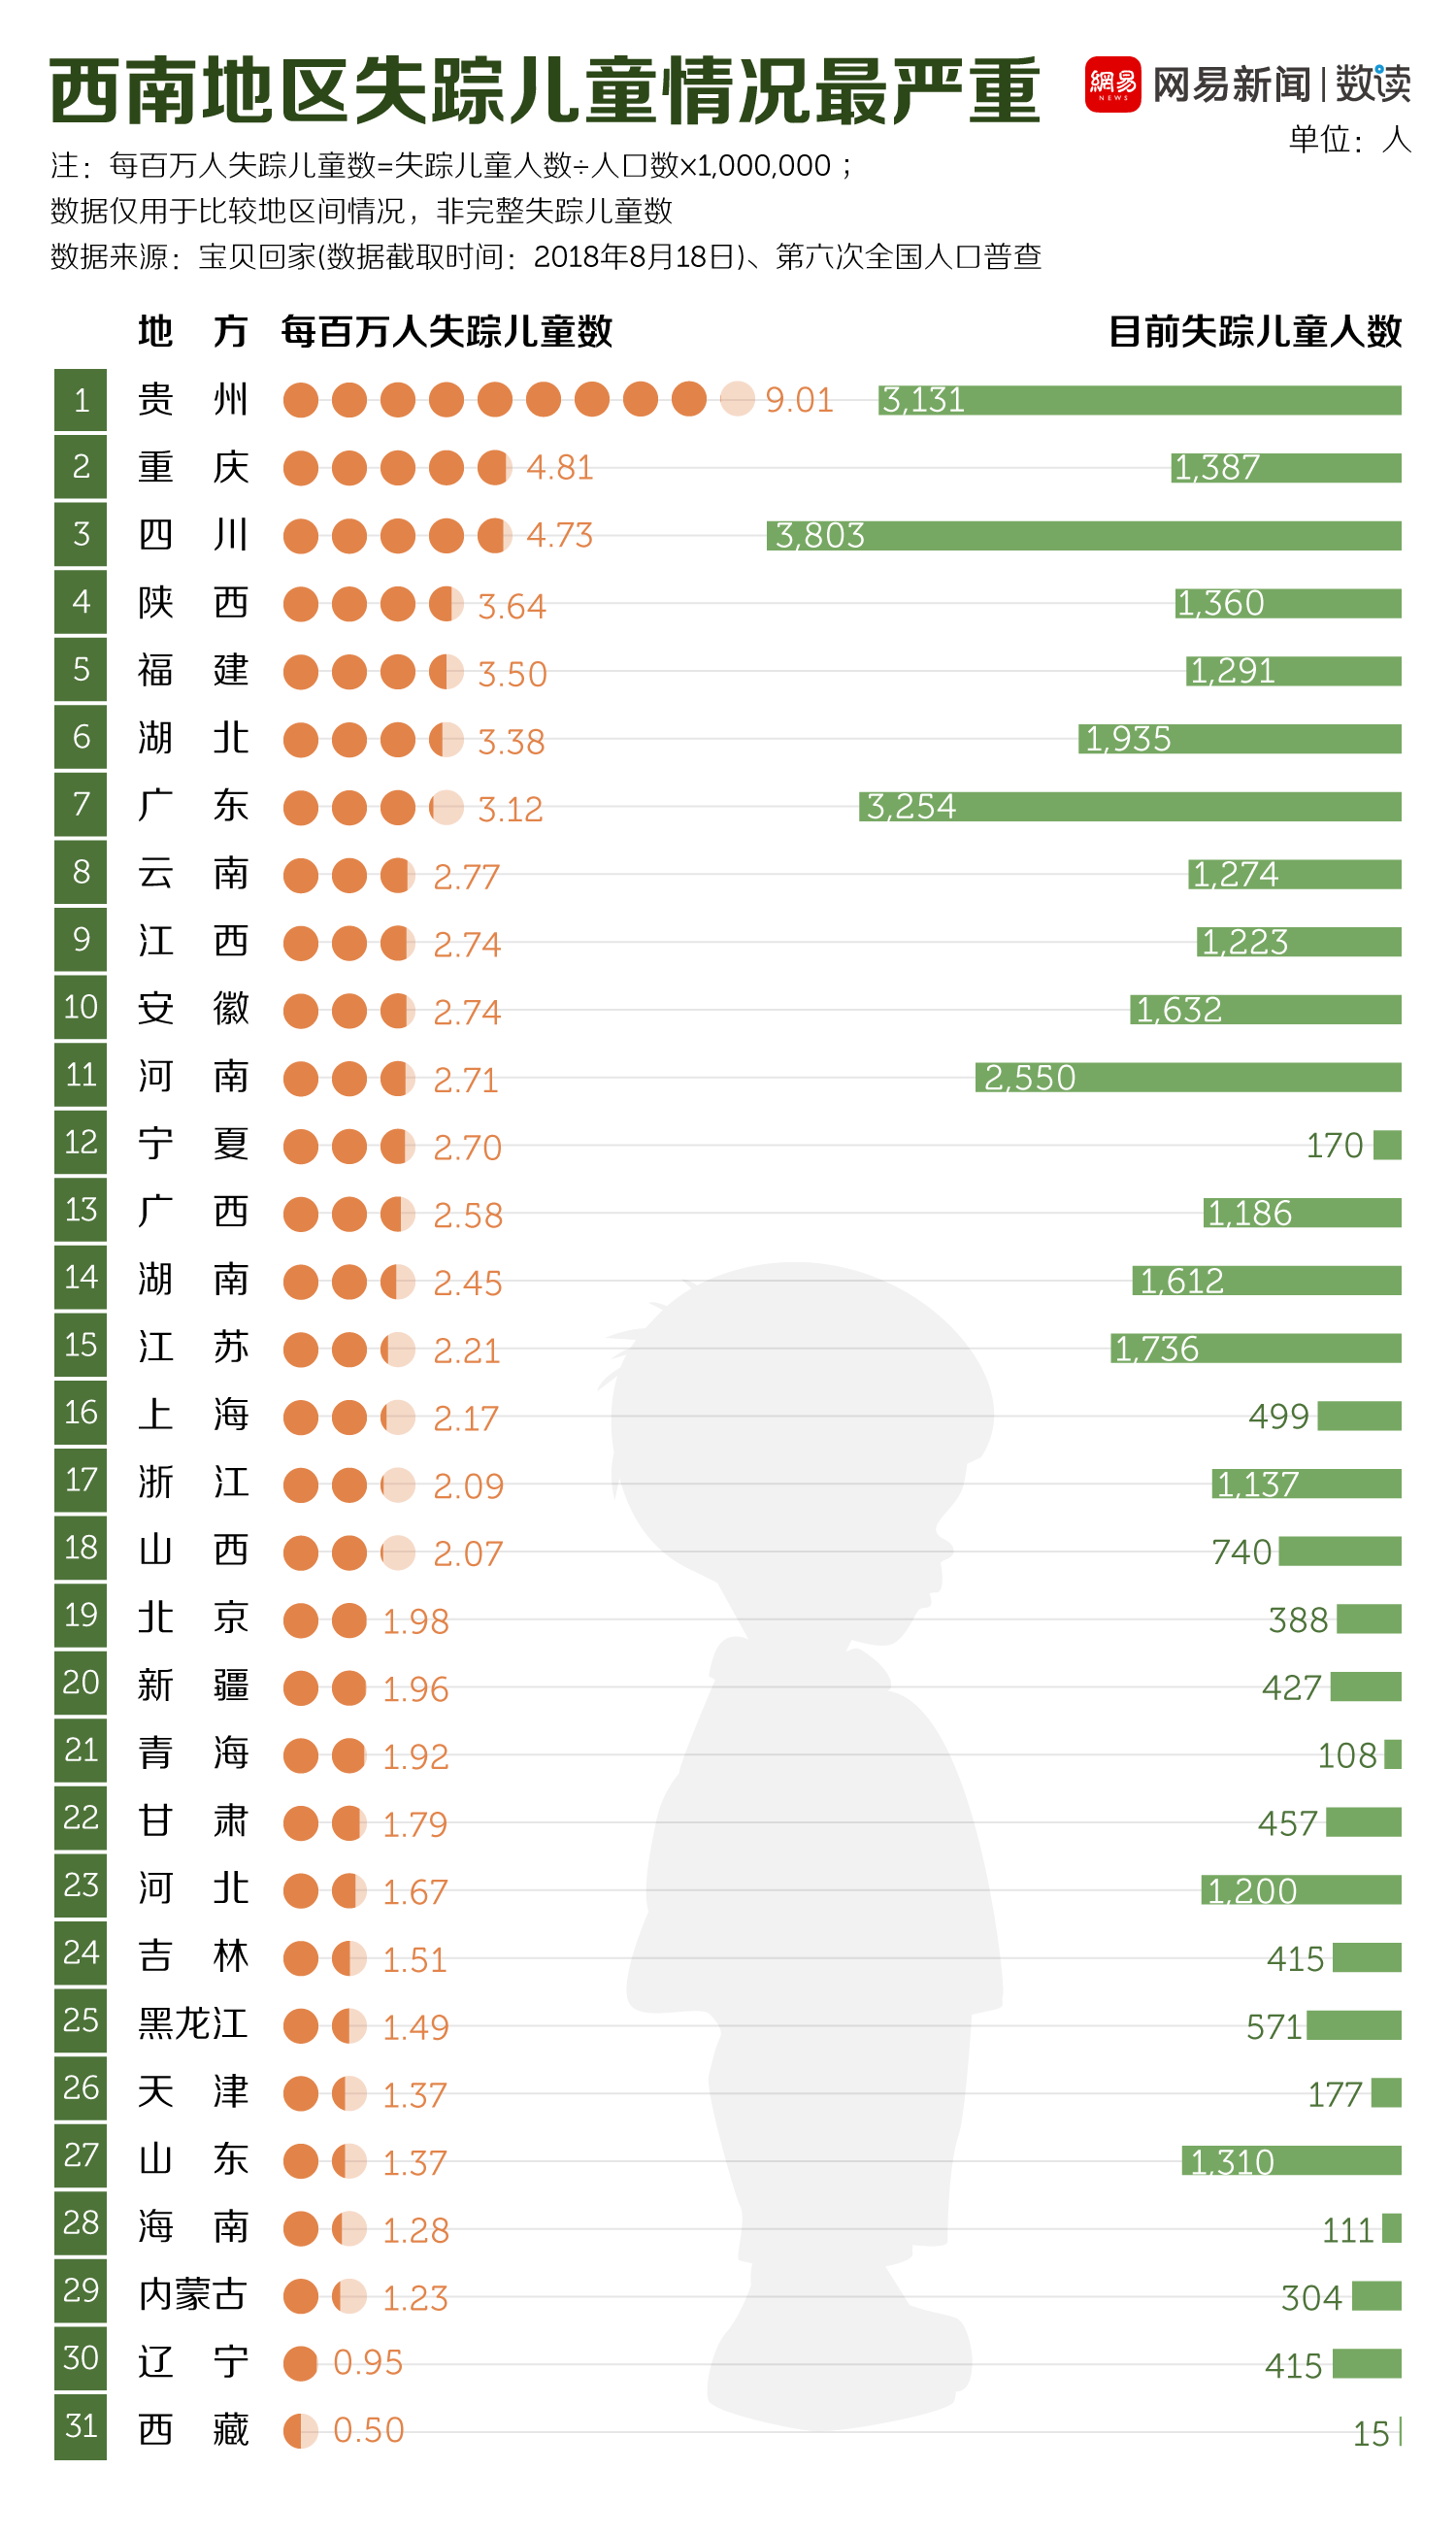 西南地区失踪儿童情况最严重
網易
NEWS
网易新闻|数读
单位：人
注：每百万人失踪儿童数=失踪儿童人数÷人口数×1,000,000；
数据仅用于比较地区间情况，非完整失踪儿童数
数据来源：宝贝回家(数据截取时间：2018年8月18日)、第六次全国人口普查
地 方 每百万人失踪儿童数 目前失踪儿童人数
1 贵 州 9.01 3,131
2 重 庆 4.81 1,387
3 四 川 4.73 3,803
4 陕 西 3.64 1,360
5 福 建 3.50 1,291
6 湖 北 3.38 1,935
7 广 东 3.12 3,254
8 云 南 2.77 1,274
9 江 西 2.74 1,223
10 安 徽 2.74 1,632
11 河 南 2.71 2,550
12 宁 夏 2.70 170
13 广 西 2.58 1,186
14 湖 南 2.45 1,612
15 江 苏 2.21 1,736
16 上 海 2.17 499
17 浙 江 2.09 1,137
18 山 西 2.07 740
19 北 京 1.98 388
20 新 疆 1.96 427
21 青 海 1.92 108
22 甘 肃 1.79 457
23 河 北 1.67 1,200
24 吉 林 1.51 415
25 黑龙江 1.49 571
26 天 津 1.37 177
27 山 东 1.37 1,310
28 海 南 1.28 111
29 内蒙古 1.23 304
30 辽 宁 0.95 415
31 西 藏 0.50 15